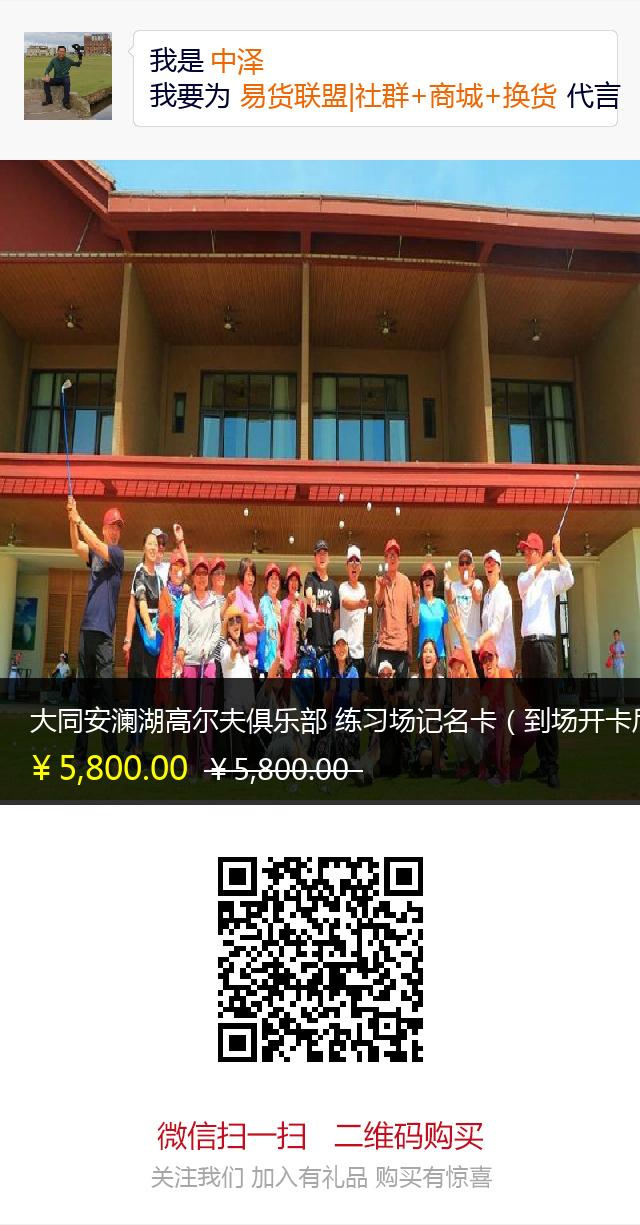 我是 中泽
我要为 易货联盟|社群+商城+换货 代言
大同安澜湖高尔夫俱乐部 练习场记名卡（到场开卡
￥5,800.00 ￥5,800.00
微信扫一扫 二维码购买
关注我们 加入有礼品 购买有惊喜